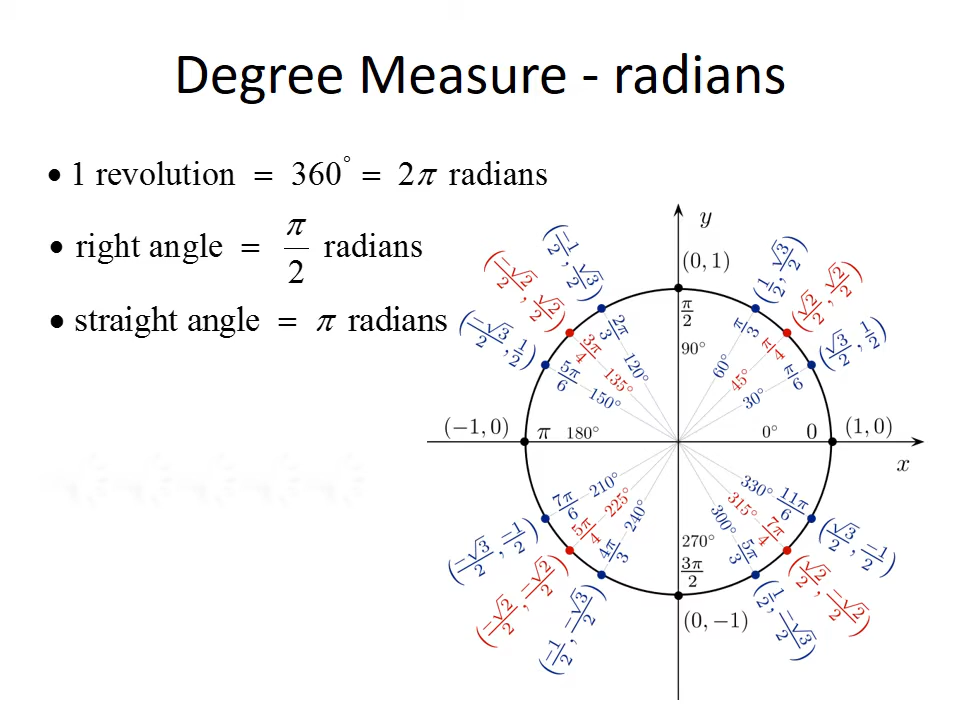 Degree Measure - radians
• 1 revolution = 360° = 2π radians
• right angle = π/2 radians
• straight angle = π radians
y
(0, 1)
(-1/2, √3/2)
(1/2, √3/2)
(-√2/2, √2/2)
(√2/2, √2/2)
(-√3/2, 1/2)
(√3/2, 1/2)
π/2
2π/3
π/3
3π/4
π/4
5π/6
π/6
90°
120°
60°
135°
45°
150°
30°
(−1, 0) π 180° 0° 0 (1, 0)
x
210°
330°
7π/6
11π/6
225°
315°
5π/4
7π/4
240°
300°
4π/3
5π/3
270°
3π/2
(-√3/2, -1/2)
(√3/2, -1/2)
(-√2/2, -√2/2)
(√2/2, -√2/2)
(-1/2, -√3/2)
(1/2, -√3/2)
(0, −1)